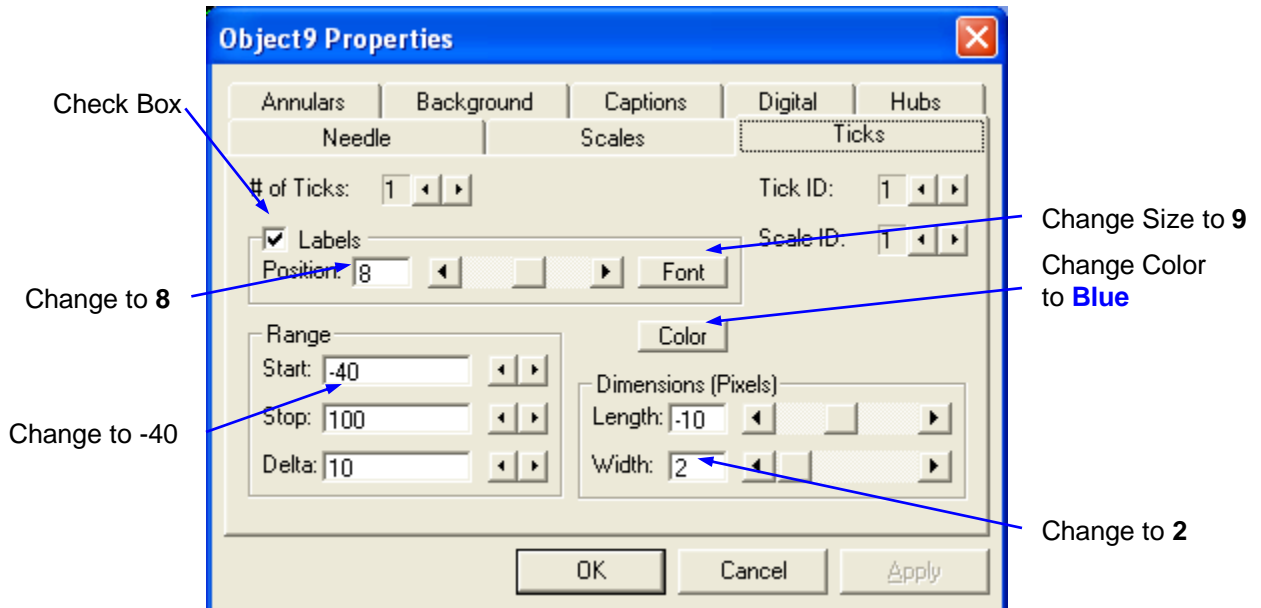 Object9 Properties
Check Box
Annulars Background Captions Digital Hubs
Needle Scales Ticks
# of Ticks: 1 Tick ID: 1
Labels Scale ID: 1
Change Size to 9
Position: 8 Font
Change Color
to Blue
Change to 8
Color
Range
Start: -40
Dimensions (Pixels)
Stop: 100 Length: -10
Change to -40
Delta: 10 Width: 2
Change to 2
OK Cancel Apply